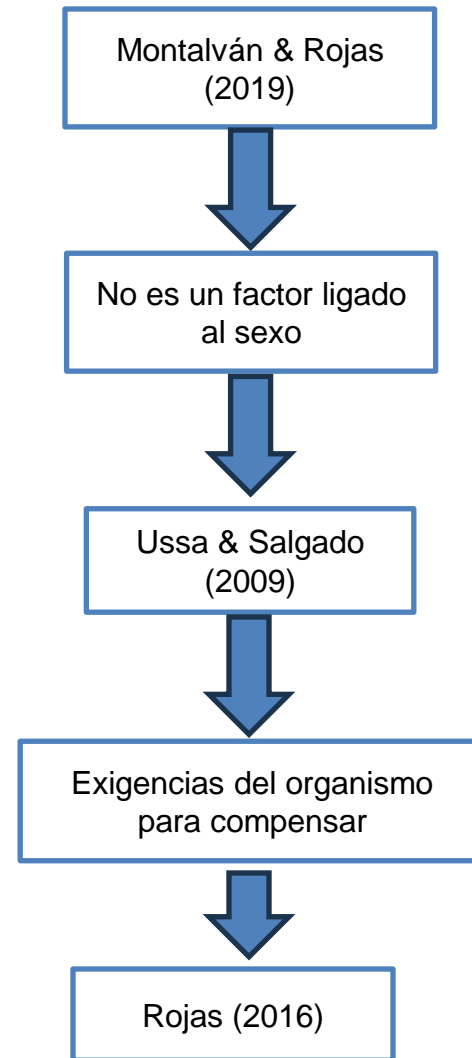 Montalván & Rojas
(2019)
No es un factor ligado
al sexo
Ussa & Salgado
(2009)
Exigencias del organismo
para compensar
Rojas (2016)